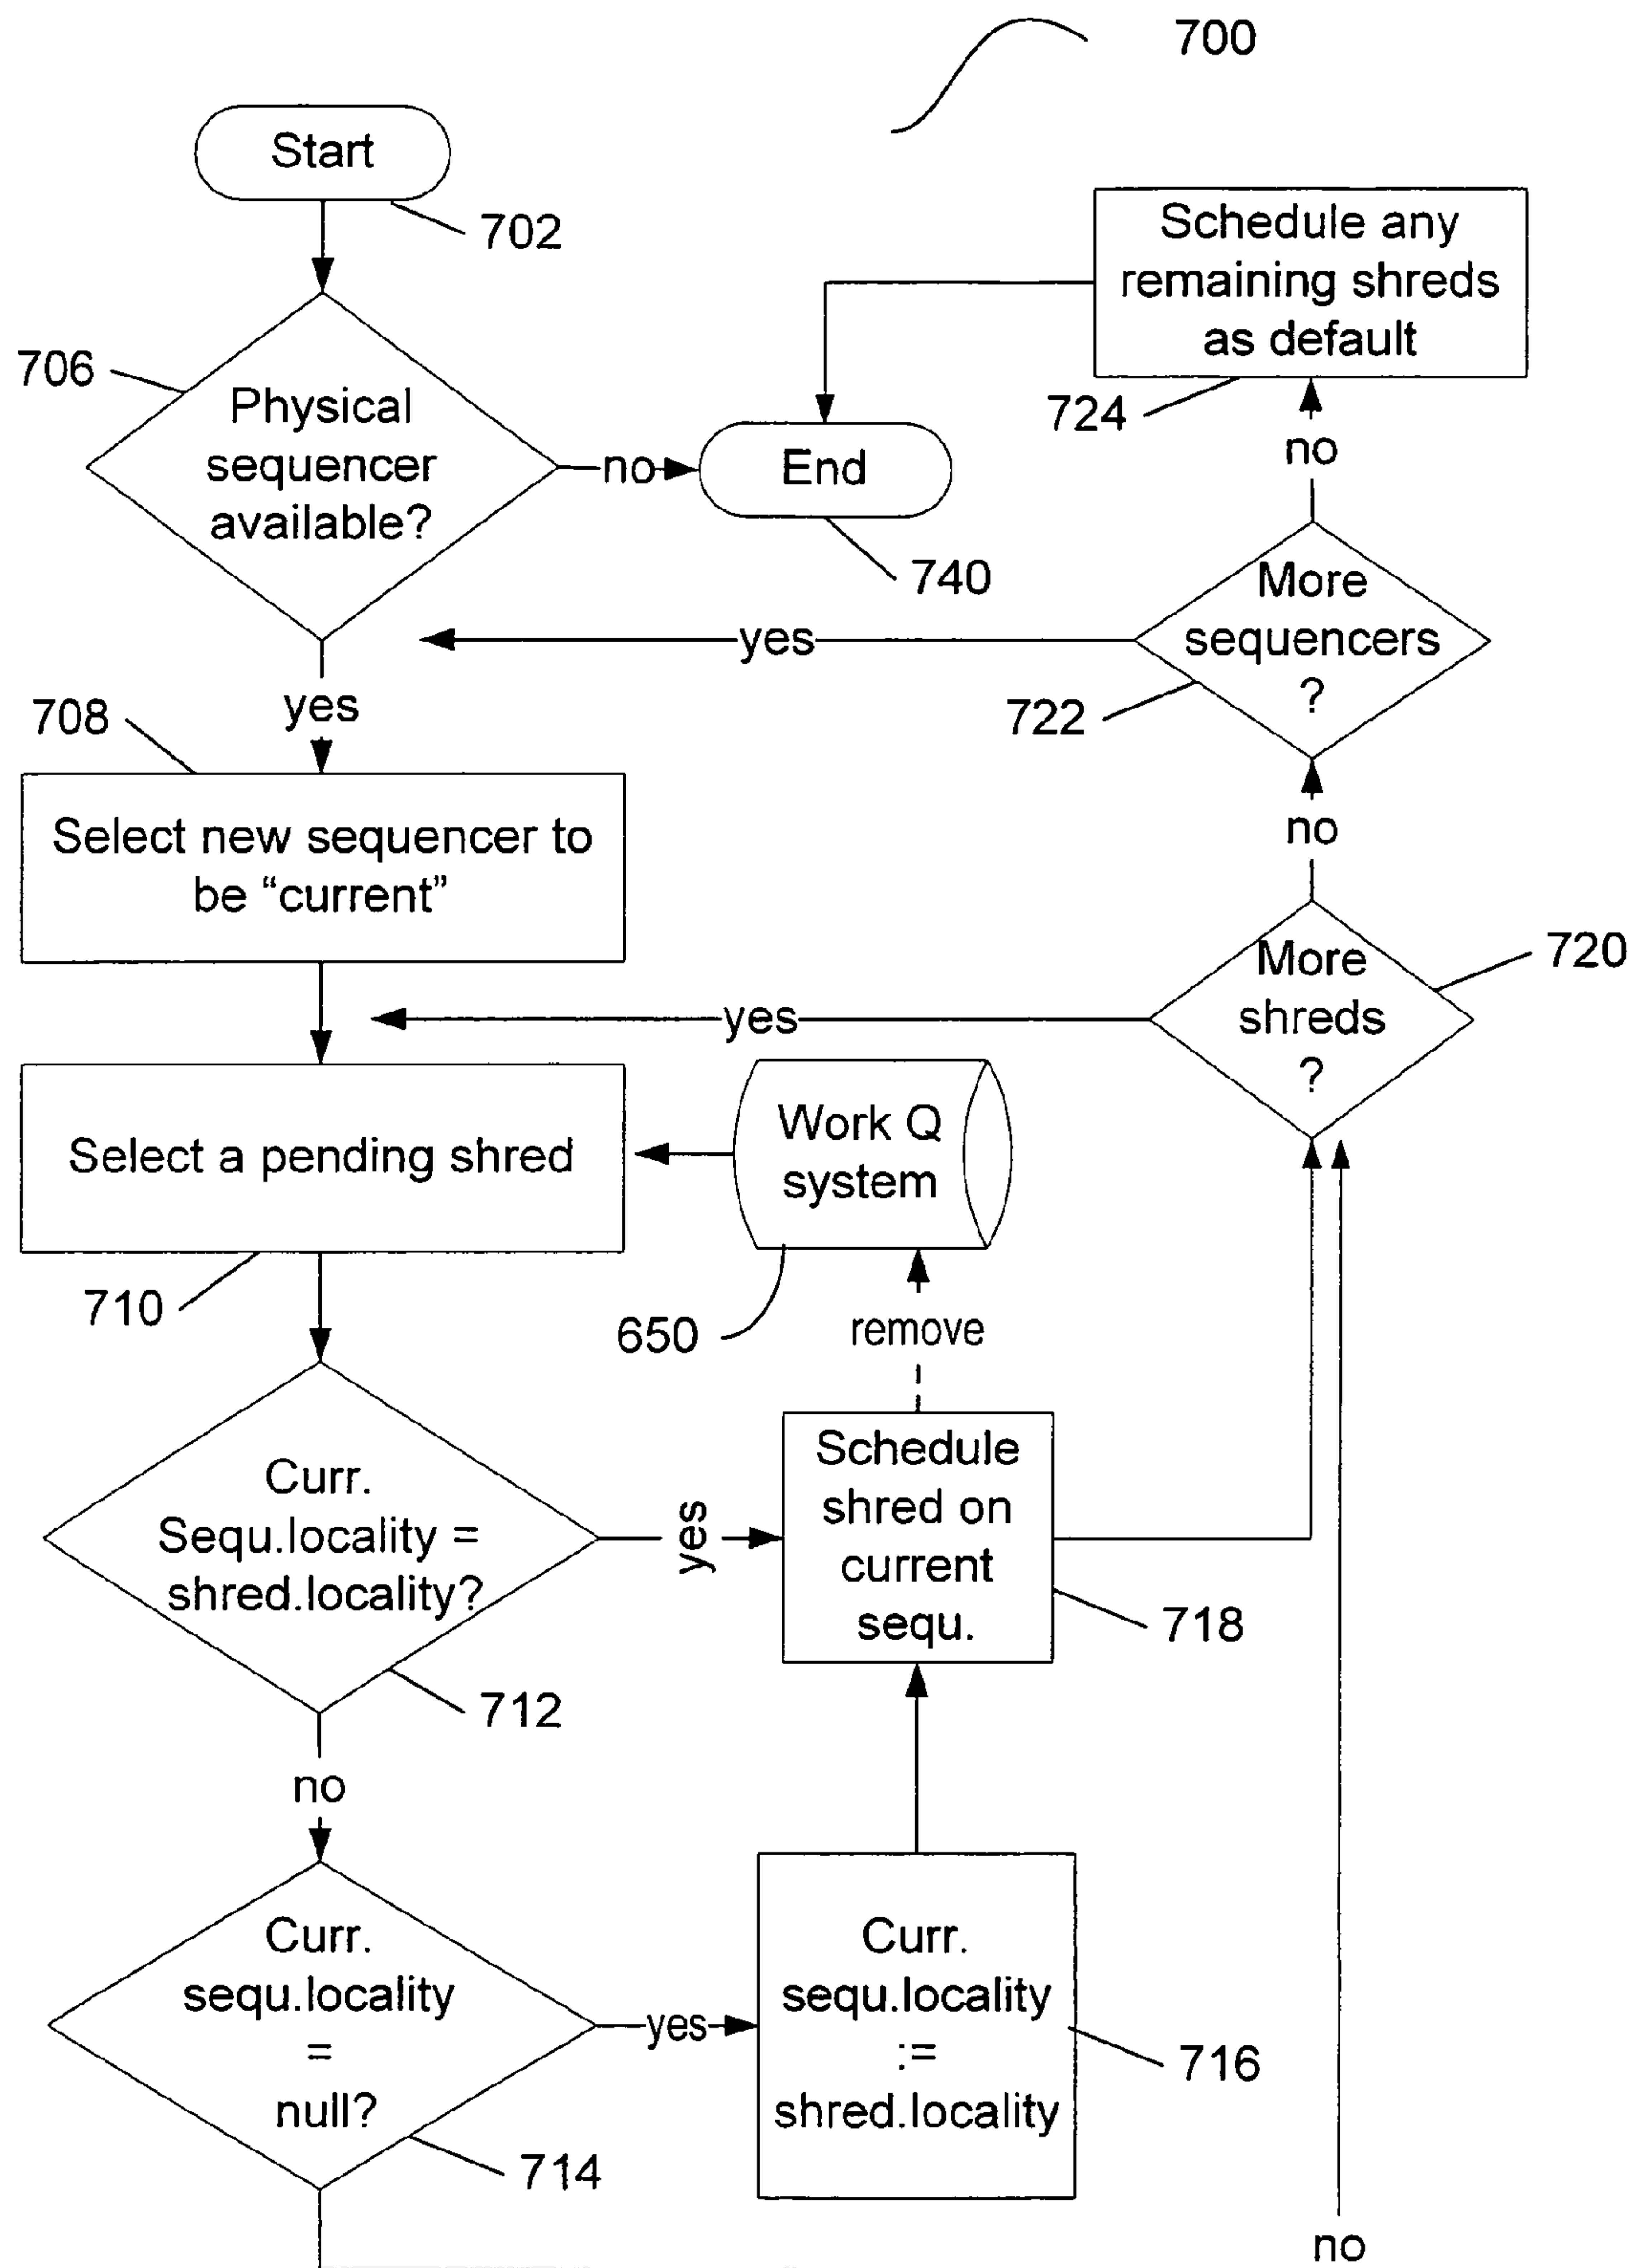 700
Start
702
Schedule any
remaining shreds
as default
724
706
Physical
sequencer
available?
no
End
740
no
More
sequencers
?
722
yes
yes
708
Select new sequencer to
be “current”
no
More
shreds
?
720
yes
Select a pending shred
710
Work Q
system
650
remove
Curr.
Sequ.locality =
shred.locality?
712
yes
Schedule
shred on
current
sequ.
718
no
Curr.
sequ.locality
=
null?
714
yes
Curr.
sequ.locality
:=
shred.locality
716
no